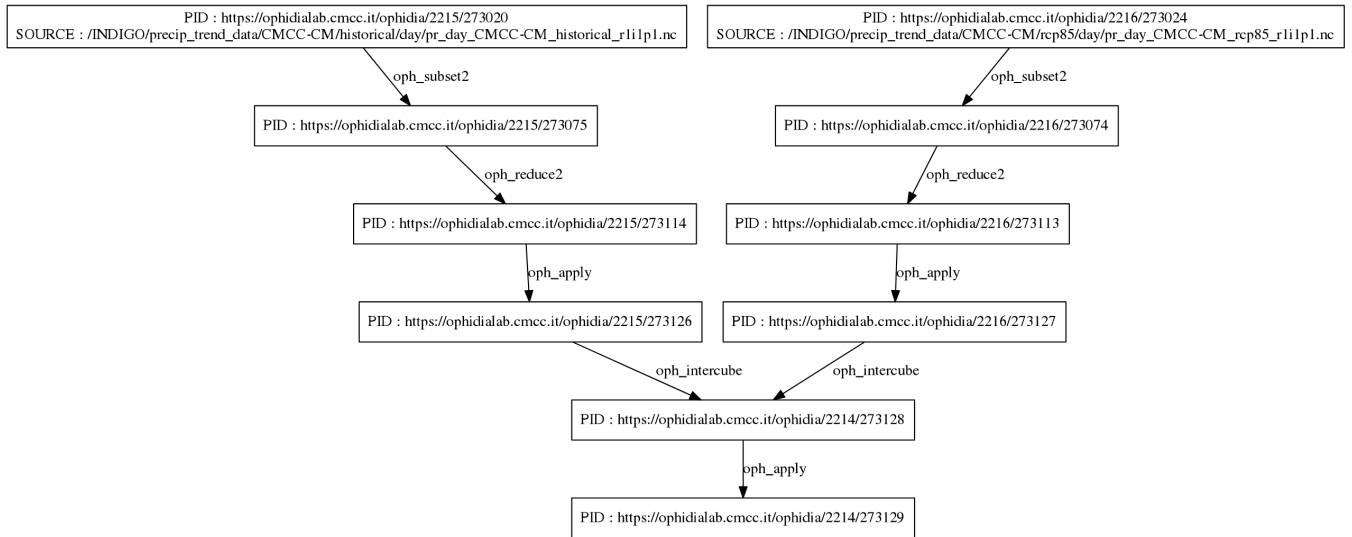 PID : https://ophidialab.cmcc.it/ophidia/2215/273020
SOURCE : /INDIGO/precip_trend_data/CMCC-CM/historical/day/pr_day_CMCC-CM_historical_r1i1p1.nc
PID : https://ophidialab.cmcc.it/ophidia/2216/273024
SOURCE : /INDIGO/precip_trend_data/CMCC-CM/rcp85/day/pr_day_CMCC-CM_rcp85_r1i1p1.nc
oph_subset2
oph_subset2
PID : https://ophidialab.cmcc.it/ophidia/2215/273075
PID : https://ophidialab.cmcc.it/ophidia/2216/273074
oph_reduce2
oph_reduce2
PID : https://ophidialab.cmcc.it/ophidia/2215/273114
PID : https://ophidialab.cmcc.it/ophidia/2216/273113
oph_apply
oph_apply
PID : https://ophidialab.cmcc.it/ophidia/2215/273126
PID : https://ophidialab.cmcc.it/ophidia/2216/273127
oph_intercube
oph_intercube
PID : https://ophidialab.cmcc.it/ophidia/2214/273128
oph_apply
PID : https://ophidialab.cmcc.it/ophidia/2214/273129